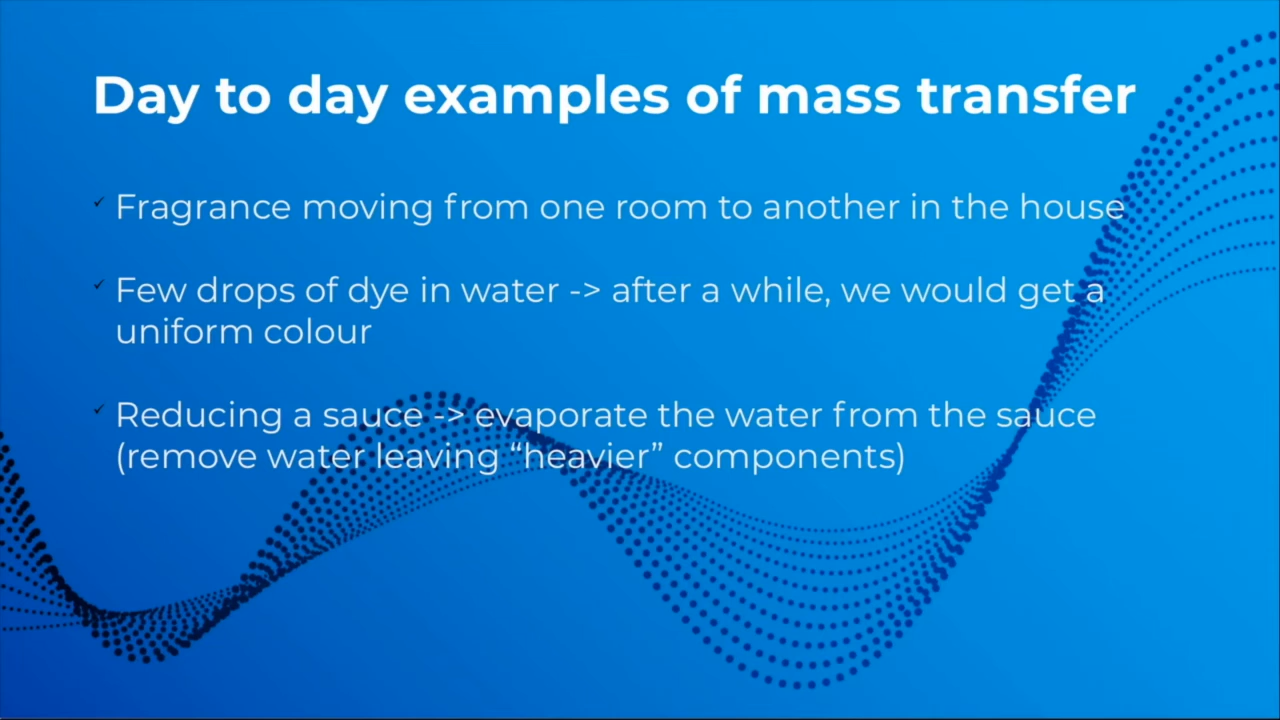 Day to day examples of mass transfer
✓ Fragrance moving from one room to another in the house
✓ Few drops of dye in water -> after a while, we would get a
uniform colour
✓ Reducing a sauce -> evaporate the water from the sauce
(remove water leaving “heavier” components)